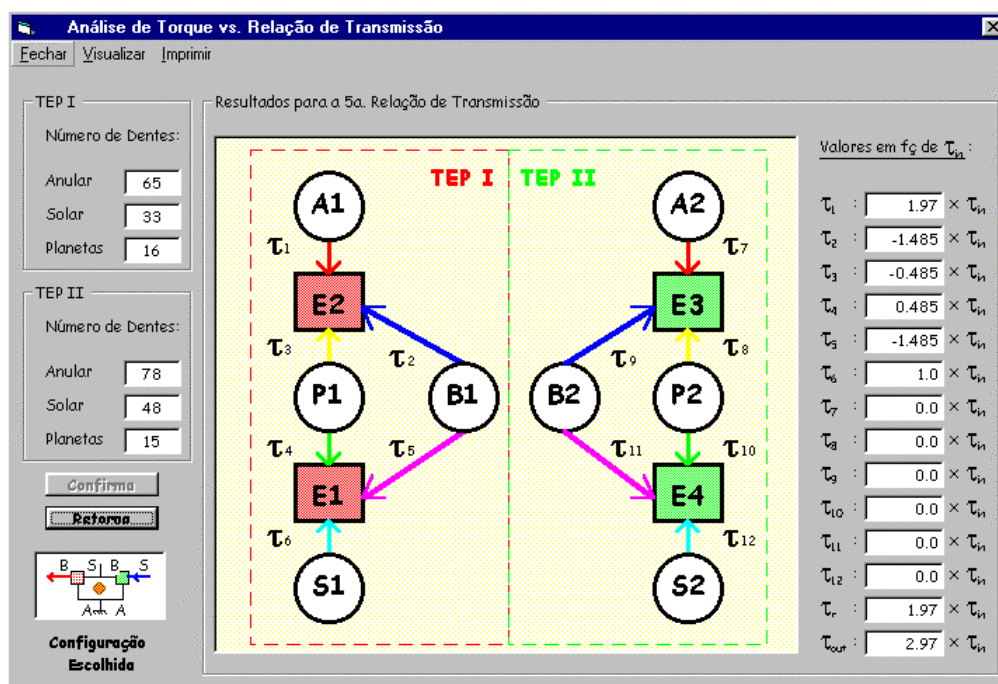 Análise de Torque vs. Relação de Transmissão
Fechar Visualizar Imprimir
TEP I
Número de Dentes:
Anular 65
Solar 33
Planetas 16
TEP II
Número de Dentes:
Anular 78
Solar 48
Planetas 15
Confirma
Retorna
B S B S
A A
Configuração
Escolhida
Resultados para a 5a. Relação de Transmissão
TEP I TEP II
A1 A2
τ1 τ7
E2 E3
τ3 τ2 τ9 τ8
P1 B1 B2 P2
τ4 τ5 τ11 τ10
E1 E4
τ6 τ12
S1 S2
Valores em fç de τin :
τ1 : 1.97 × τin
τ2 : -1.485 × τin
τ3 : -0.485 × τin
τ4 : 0.485 × τin
τ5 : -1.485 × τin
τ6 : 1.0 × τin
τ7 : 0.0 × τin
τ8 : 0.0 × τin
τ9 : 0.0 × τin
τ10 : 0.0 × τin
τ11 : 0.0 × τin
τ12 : 0.0 × τin
τr : 1.97 × τin
τout : 2.97 × τin